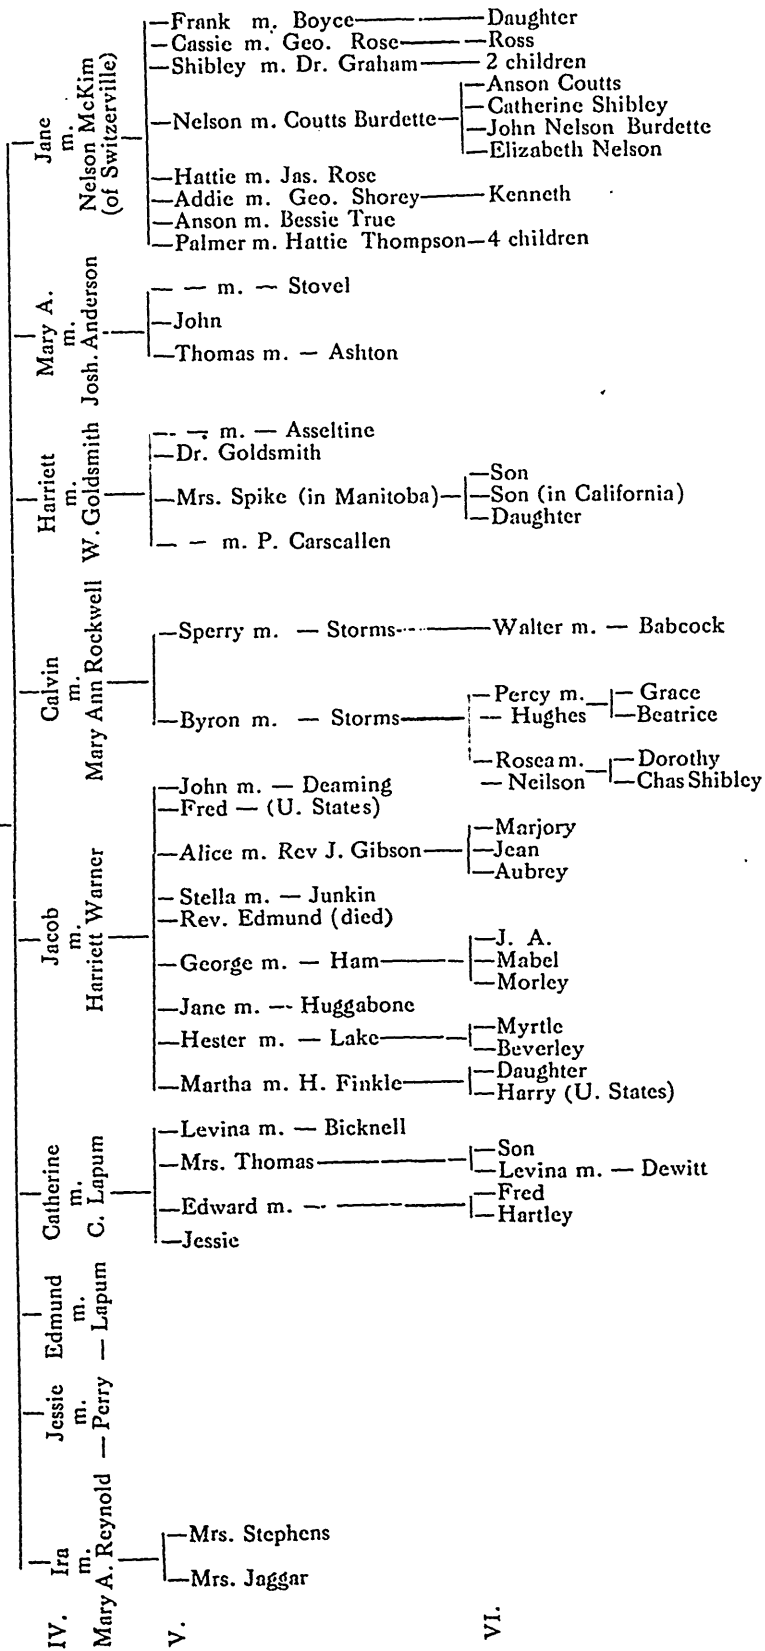 Jane
m.
Nelson McKim
(of Switzerville)
Frank m. Boyce — Daughter
Cassie m. Geo. Rose — Ross
Shibley m. Dr. Graham — 2 children
Nelson m. Coutts Burdette — Anson Coutts
Catherine Shibley
John Nelson Burdette
Elizabeth Nelson
Hattie m. Jas. Rose
Addie m. Geo. Shorey — Kenneth
Anson m. Bessie True
Palmer m. Hattie Thompson — 4 children
Mary A.
m.
Josh. Anderson
— — m. — Stovel
John
Thomas m. — Ashton
Harriett
m.
W. Goldsmith
— — m. — Asseltine
Dr. Goldsmith
Mrs. Spike (in Manitoba) — Son
Son (in California)
Daughter
— — m. P. Carscallen
Calvin
m.
Mary Ann Rockwell
Sperry m. — Storms — Walter m. — Babcock
Byron m. — Storms — Percy m. — Grace
— Hughes — Beatrice
Rosea m. — Dorothy
— Neilson — Chas Shibley
Jacob
m.
Harriett Warner
John m. — Deaming
Fred — (U. States)
Alice m. Rev J. Gibson — Marjory
Jean
Aubrey
Stella m. — Junkin
Rev. Edmund (died)
George m. — Ham — J. A.
Mabel
Morley
Jane m. — Huggabone
Hester m. — Lake — Myrtle
Beverley
Martha m. H. Finkle — Daughter
Harry (U. States)
Catherine
m.
C. Lapum
Levina m. — Bicknell
Mrs. Thomas — Son
Levina m. — Dewitt
Edward m. — — Fred
Hartley
Jessie
Edmund
m.
— Lapum
Jessie
m.
— Perry
Ira
m.
Mary A. Reynold
Mrs. Stephens
Mrs. Jaggar
IV. V. VI.